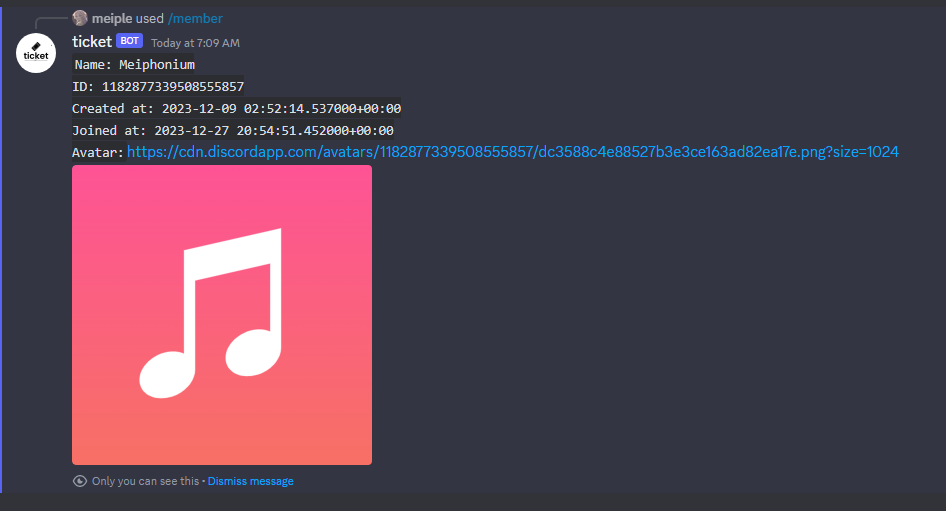 meiple used /member
ticket
ticket BOT Today at 7:09 AM
Name: Meiphonium
ID: 1182877339508555857
Created at: 2023-12-09 02:52:14.537000+00:00
Joined at: 2023-12-27 20:54:51.452000+00:00
Avatar: https://cdn.discordapp.com/avatars/1182877339508555857/dc3588c4e88527b3e3ce163ad82ea17e.png?size=1024
Only you can see this • Dismiss message